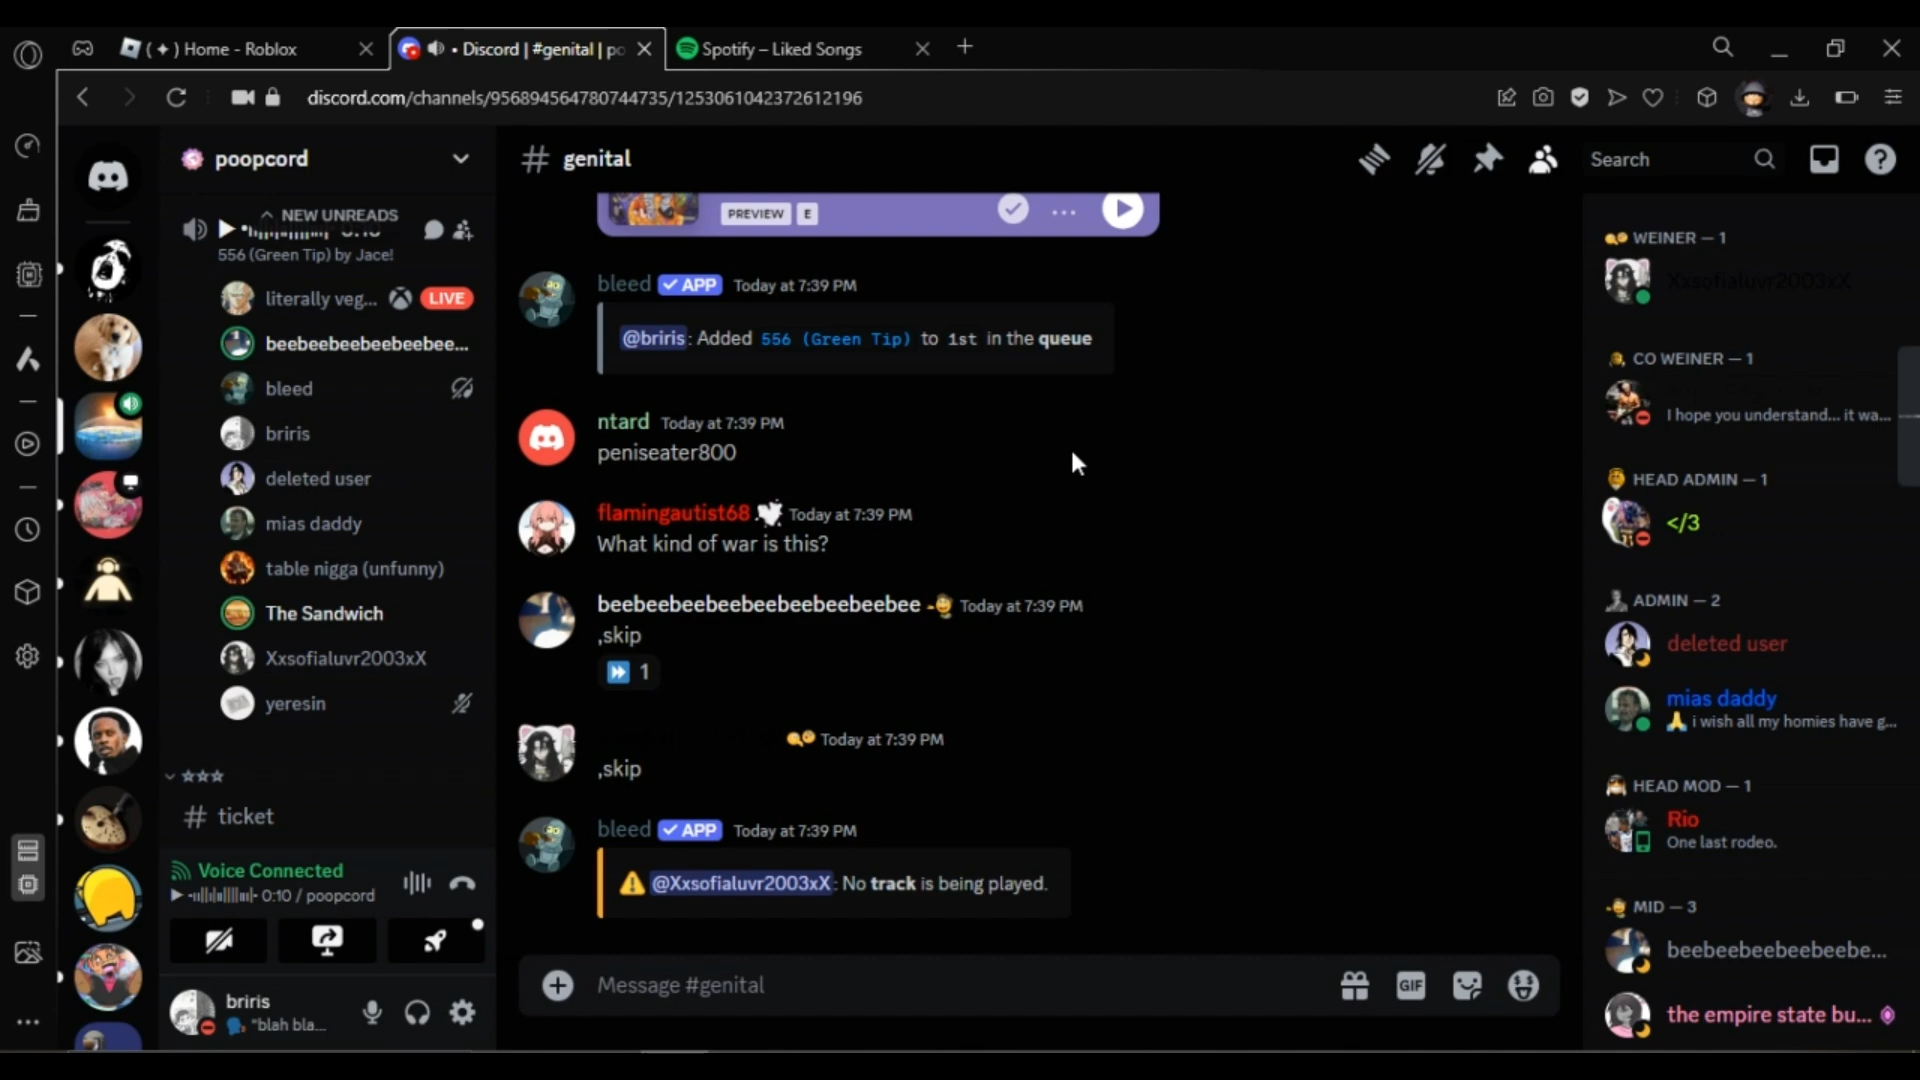 ( ✦ ) Home - Roblox
• Discord | #genital | po
Spotify – Liked Songs
discord.com/channels/956894564780744735/1253061042372612196
poopcord
NEW UNREADS
556 (Green Tip) by Jace!
literally veg... LIVE
beebeebeebeebeebee...
bleed
briris
deleted user
mias daddy
table nigga (unfunny)
The Sandwich
Xxsofialuvr2003xX
yeresin
☆☆☆
# ticket
Voice Connected
0:10 / poopcord
briris
🗣 "blah bla...
# genital
Search
PREVIEW E
bleed ✓ APP Today at 7:39 PM
@briris: Added 556 (Green Tip) to 1st in the queue
ntard Today at 7:39 PM
peniseater800
flamingautist68 Today at 7:39 PM
What kind of war is this?
beebeebeebeebeebeebeebeebee Today at 7:39 PM
,skip
⏩ 1
Today at 7:39 PM
,skip
bleed ✓ APP Today at 7:39 PM
⚠ @Xxsofialuvr2003xX: No track is being played.
Message #genital
GIF
WEINER — 1
Xxsofialuvr2003xX
CO WEINER — 1
I hope you understand... it wa...
HEAD ADMIN — 1
</3
ADMIN — 2
deleted user
mias daddy
🙏 i wish all my homies have g...
HEAD MOD — 1
Rio
One last rodeo.
MID — 3
beebeebeebeebeebe...
the empire state bu...